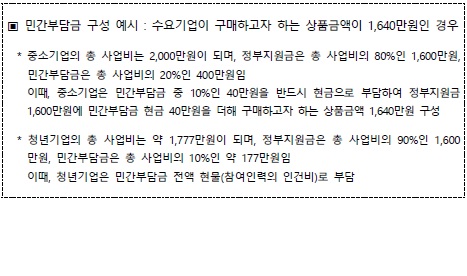 ▣ 민간부담금 구성 예시 : 수요기업이 구매하고자 하는 상품금액이 1,640만원인 경우
* 중소기업의 총 사업비는 2,000만원이 되며, 정부지원금은 총 사업비의 80%인 1,600만원,
민간부담금은 총 사업비의 20%인 400만원임
이때, 중소기업은 민간부담금 중 10%인 40만원을 반드시 현금으로 부담하여 정부지원금
1,600만원에 민간부담금 현금 40만원을 더해 구매하고자 하는 상품금액 1,640만원 구성
* 청년기업의 총 사업비는 약 1,777만원이 되며, 정부지원금은 총 사업비의 90%인 1,600
만원, 민간부담금은 총 사업비의 10%인 약 177만원임
이때, 청년기업은 민간부담금 전액 현물(참여인력의 인건비)로 부담